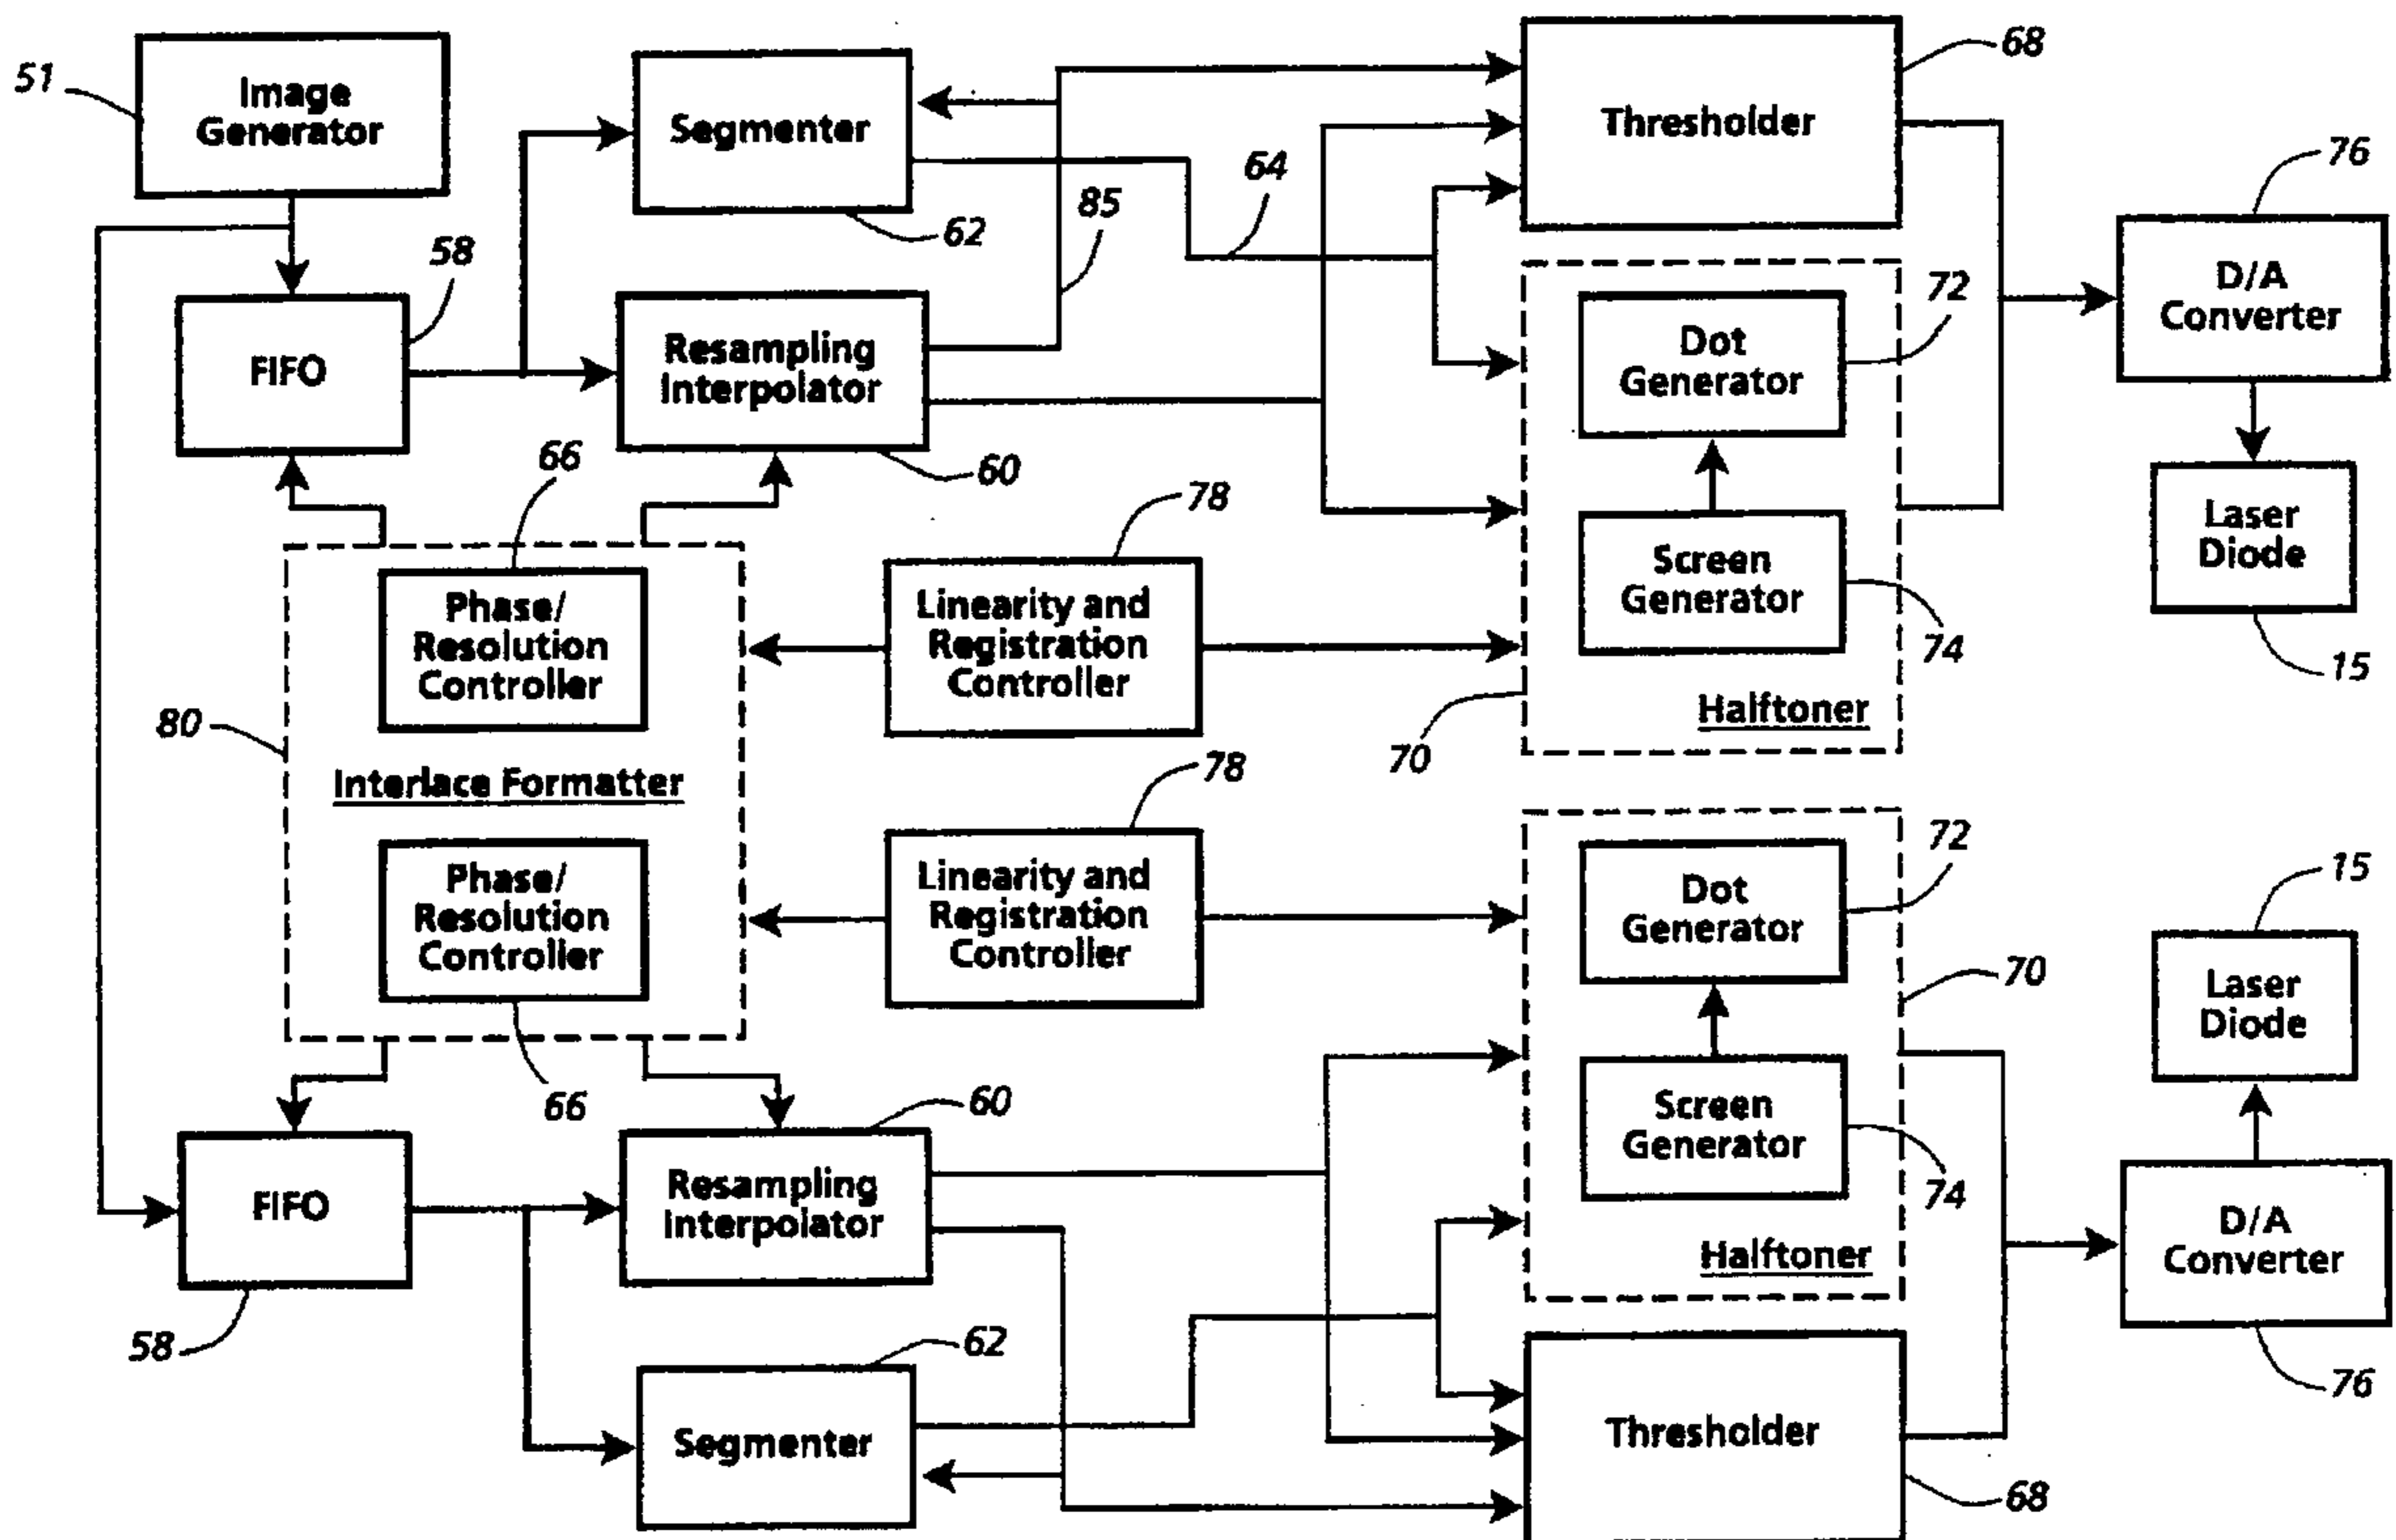 51
Image
Generator
Segmenter
62
68
Thresholder
64
85
76
D/A
Converter
58
FIFO
Resampling
Interpolator
60
72
Dot
Generator
Screen
Generator
74
Halftoner
70
Laser
Diode
15
66
78
Phase/
Resolution
Controller
Linearity and
Registration
Controller
80
Interlace Formatter
78
Phase/
Resolution
Controller
66
Linearity and
Registration
Controller
72
Dot
Generator
70
Screen
Generator
74
Halftoner
15
Laser
Diode
60
FIFO
58
Resampling
Interpolator
D/A
Converter
76
62
Segmenter
Thresholder
68